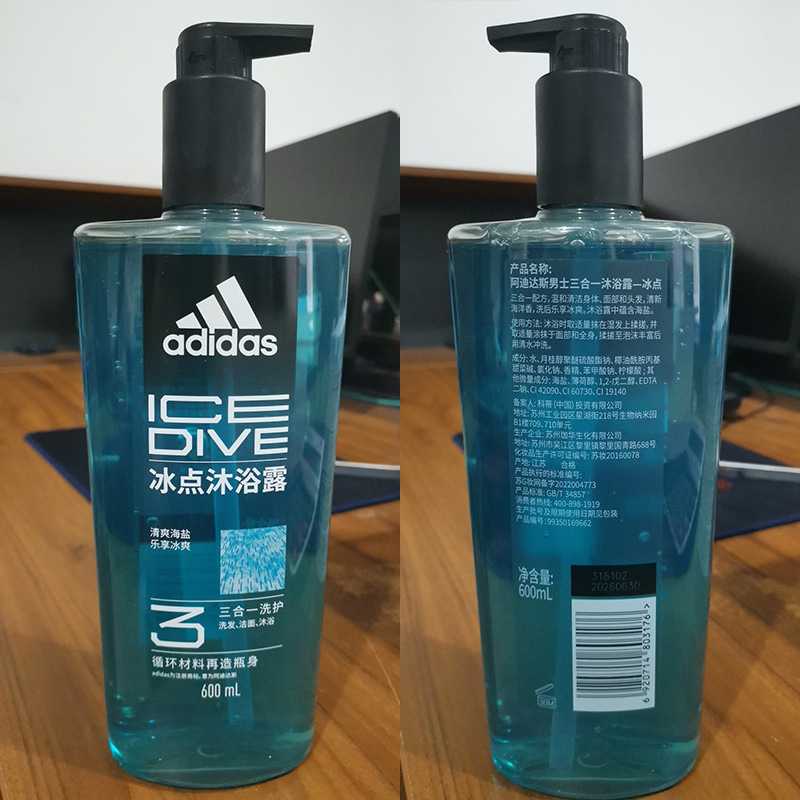 adidas
ICE
DIVE
冰点沐浴露
清爽海盐
乐享冰爽
3
三合一洗护
洗发、洁面、沐浴
循环材料再造瓶身
adidas为注册商标，意为阿迪达斯
600 mL
产品名称:
阿迪达斯男士三合一沐浴露—冰点
三合一配方，温和清洁身体、面部和头发，清新
海洋香，洗后乐享冰爽。沐浴露中蕴含海盐。
使用方法: 沐浴时取适量抹在湿发上揉搓，并
取适量涂抹于面部和全身，揉搓至泡沫丰富后
用清水冲洗。
成分: 水、月桂醇聚醚硫酸酯钠、椰油酰胺丙基
甜菜碱、氯化钠、香精、苯甲酸钠、柠檬酸；其
他微量成分: 海盐、薄荷醇、1,2-戊二醇、EDTA
二钠、CI 42090、CI 60730、CI 19140
备案人: 科蒂(中国)投资有限公司
地址: 苏州工业园区星湖街218号生物纳米园
B1楼709、710单元
生产企业: 苏州珈华生化有限公司
地址: 苏州市吴江区黎里镇黎里国青路688号
化妆品生产许可证编号: 苏妆20160078
产地: 江苏 合格
产品执行的标准编号:
苏G妆网备字2022004773
产品标准: GB/T 34857
消费者热线: 400-898-1919
生产批号及限期使用日期见包装
产品编号: 99350169662
净含量:
600mL
318102
20260630
6 920714 803176 >
30M